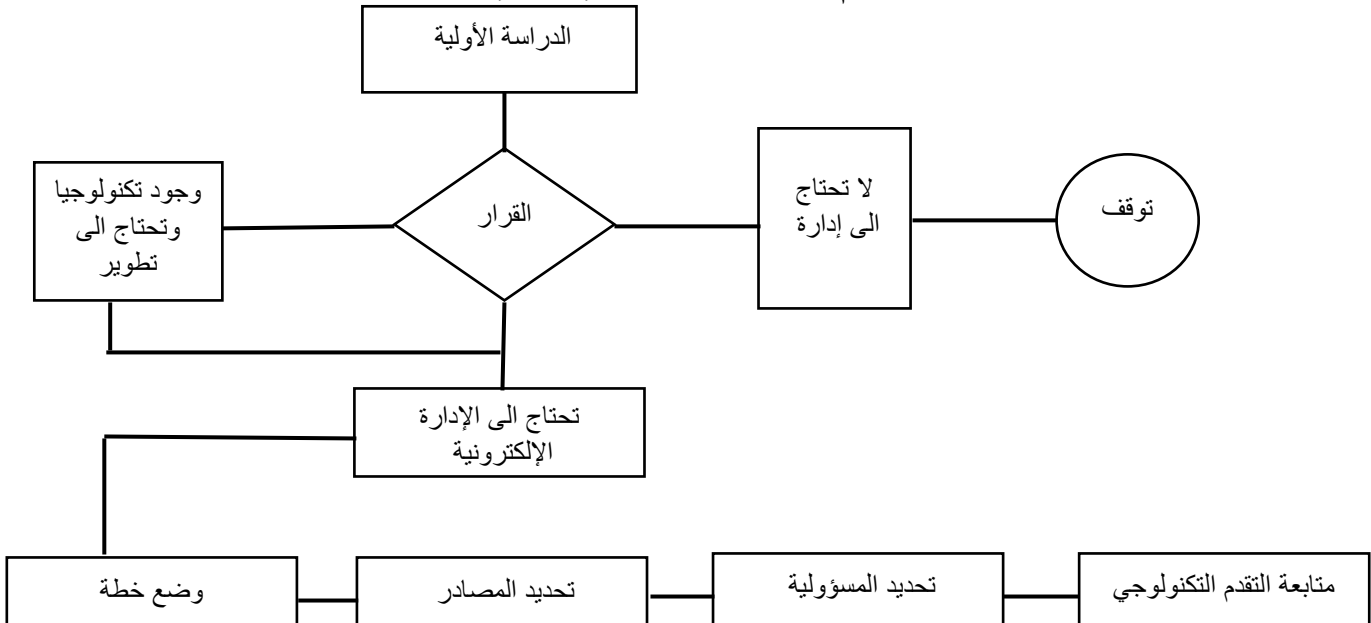 الدراسة الأولية
وجود تكنولوجيا
وتحتاج الى
تطوير
القرار
لا تحتاج
الى إدارة
توقف
تحتاج الى الإدارة
الإلكترونية
وضع خطة
تحديد المصادر
تحديد المسؤولية
متابعة التقدم التكنولوجي